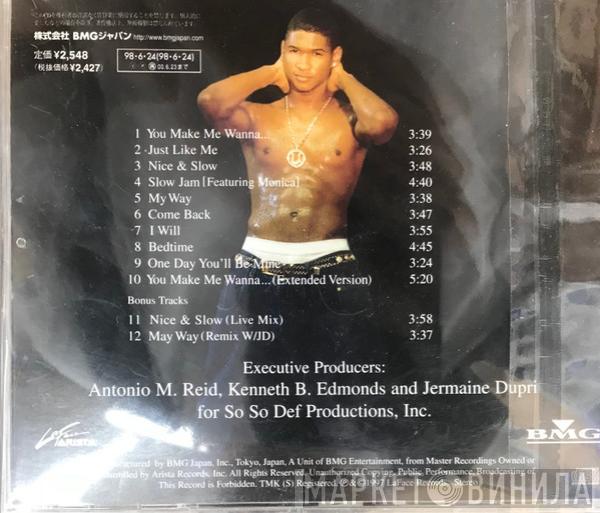 株式会社 BMGジャパン http://www.bmgjapan.com
定価 ¥2,548
(税抜価格 ¥2,427)
98・6・24(98・6・24)
1 You Make Me Wanna... 3:39
2 Just Like Me 3:26
3 Nice & Slow 3:48
4 Slow Jam [Featuring Monica] 4:40
5 My Way 3:38
6 Come Back 3:47
7 I Will 3:55
8 Bedtime 4:45
9 One Day You'll Be Mine 3:24
10 You Make Me Wanna...(Extended Version) 5:20
Bonus Tracks
11 Nice & Slow (Live Mix) 3:58
12 May Way (Remix W/JD) 3:37
Executive Producers:
Antonio M. Reid, Kenneth B. Edmonds and Jermaine Dupri
for So So Def Productions, Inc.
LaFace
ARISTA
BMG
by BMG Japan, Inc., Tokyo, Japan, A Unit of BMG Entertainment, from Master Recordings Owned or
by Arista Records, Inc. All Rights Reserved. Unauthorized Copying, Public Performance, Broadcasting of
This Record is Forbidden. TMK (S) Registered. ℗&©1997 LaFace Records, Stereo
МАРКЕТ ВИНИЛА